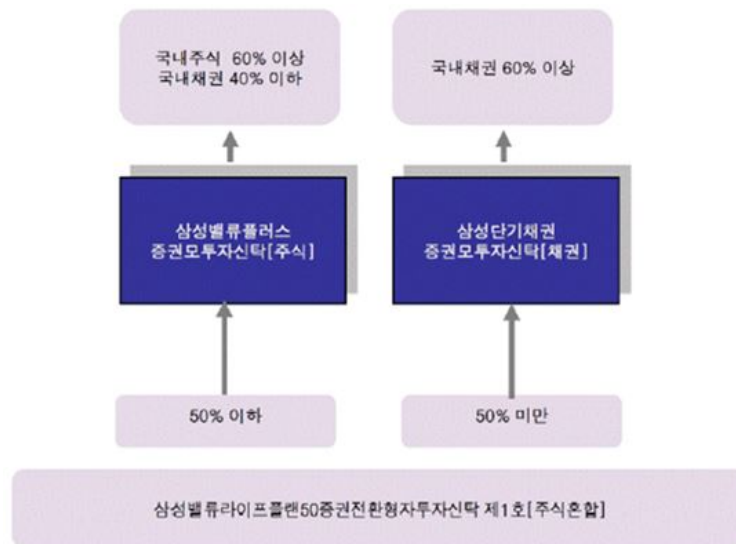 국내주식 60% 이상
국내채권 40% 이하
국내채권 60% 이상
삼성밸류플러스
증권모투자신탁[주식]
삼성단기채권
증권모투자신탁[채권]
50% 이하
50% 미만
삼성밸류라이프플랜50증권전환형자투자신탁 제1호[주식혼합]